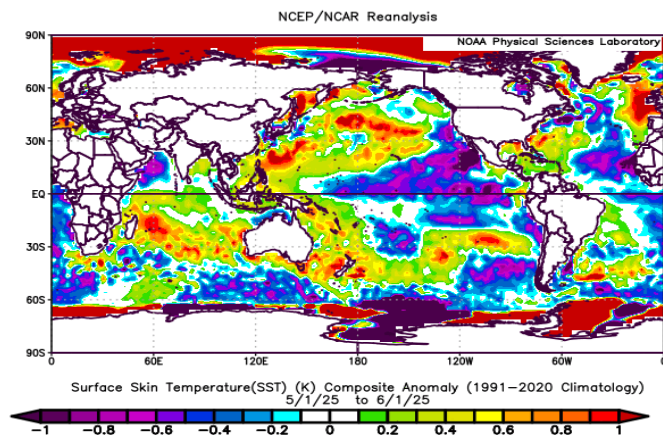 NCEP/NCAR Reanalysis
NOAA Physical Sciences Laboratory
90N
60N
30N
EQ
30S
60S
90S
0 60E 120E 180 120W 60W 0
Surface Skin Temperature(SST) (K) Composite Anomaly (1991-2020 Climatology)
5/1/25 to 6/1/25
-1 -0.8 -0.6 -0.4 -0.2 0 0.2 0.4 0.6 0.8 1